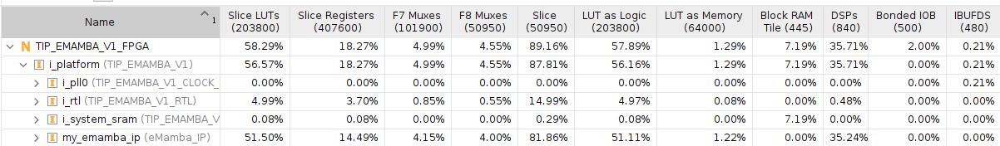 Name 1 Slice LUTs (203800) Slice Registers (407600) F7 Muxes (101900) F8 Muxes (50950) Slice (50950) LUT as Logic (203800) LUT as Memory (64000) Block RAM Tile (445) DSPs (840) Bonded IOB (500) IBUFDS (480)
N TIP_EMAMBA_V1_FPGA 58.29% 18.27% 4.99% 4.55% 89.16% 57.89% 1.29% 7.19% 35.71% 2.00% 0.21%
I i_platform (TIP_EMAMBA_V1) 56.57% 18.27% 4.99% 4.55% 87.81% 56.16% 1.29% 7.19% 35.71% 0.00% 0.21%
I i_pll0 (TIP_EMAMBA_V1_CLOCK_ 0.00% 0.00% 0.00% 0.00% 0.00% 0.00% 0.00% 0.00% 0.00% 0.00% 0.21%
I i_rtl (TIP_EMAMBA_V1_RTL) 4.99% 3.70% 0.85% 0.55% 14.99% 4.97% 0.08% 0.00% 0.48% 0.00% 0.00%
I i_system_sram (TIP_EMAMBA_V 0.08% 0.08% 0.00% 0.00% 0.29% 0.08% 0.00% 7.19% 0.00% 0.00% 0.00%
I my_emamba_ip (eMamba_IP) 51.50% 14.49% 4.15% 4.00% 81.86% 51.11% 1.22% 0.00% 35.24% 0.00% 0.00%